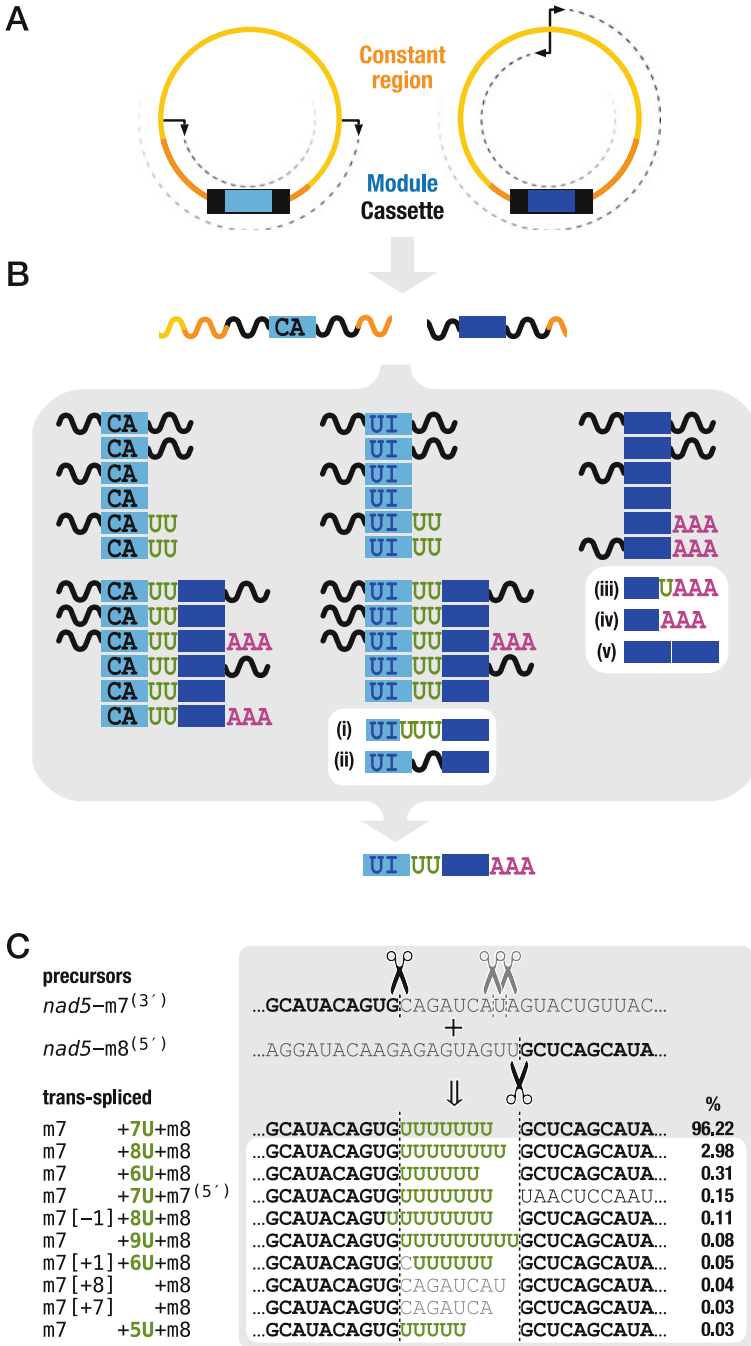 A
Constant
region
Module
Cassette
B
CA
CA UI
CA UI
CA UI
CA UI
CA UU UI UU AAA
CA UU UI UU AAA
(iii) UAAA
CA UU UI UU (iv) AAA
CA UU UI UU (v)
CA UU AAA UI UU AAA
CA UU UI UU
CA UU UI UU
CA UU AAA UI UU AAA
(i) UIUUU
(ii) UI
UI UU AAA
C
precursors
nad5–m7(3′) ...GCAUACAGUGCAGAUCAUAGUACUGUUAC...
+
nad5–m8(5′) ...AGGAUACAAGAGAGUAGUUGCUCAGCAUA...
⇓
trans-spliced %
m7 +7U+m8 ...GCAUACAGUGUUUUUUU GCUCAGCAUA... 96.22
m7 +8U+m8 ...GCAUACAGUGUUUUUUUU GCUCAGCAUA... 2.98
m7 +6U+m8 ...GCAUACAGUGUUUUUU GCUCAGCAUA... 0.31
m7 +7U+m7(5′) ...GCAUACAGUGUUUUUUU UAACUCCAAU... 0.15
m7[−1]+8U+m8 ...GCAUACAGUUUUUUUU GCUCAGCAUA... 0.11
m7 +9U+m8 ...GCAUACAGUGUUUUUUUUUGCUCAGCAUA... 0.08
m7[+1]+6U+m8 ...GCAUACAGUGCUUUUUU GCUCAGCAUA... 0.05
m7[+8] +m8 ...GCAUACAGUGCAGAUCAU GCUCAGCAUA... 0.04
m7[+7] +m8 ...GCAUACAGUGCAGAUCA GCUCAGCAUA... 0.03
m7 +5U+m8 ...GCAUACAGUGUUUUU GCUCAGCAUA... 0.03